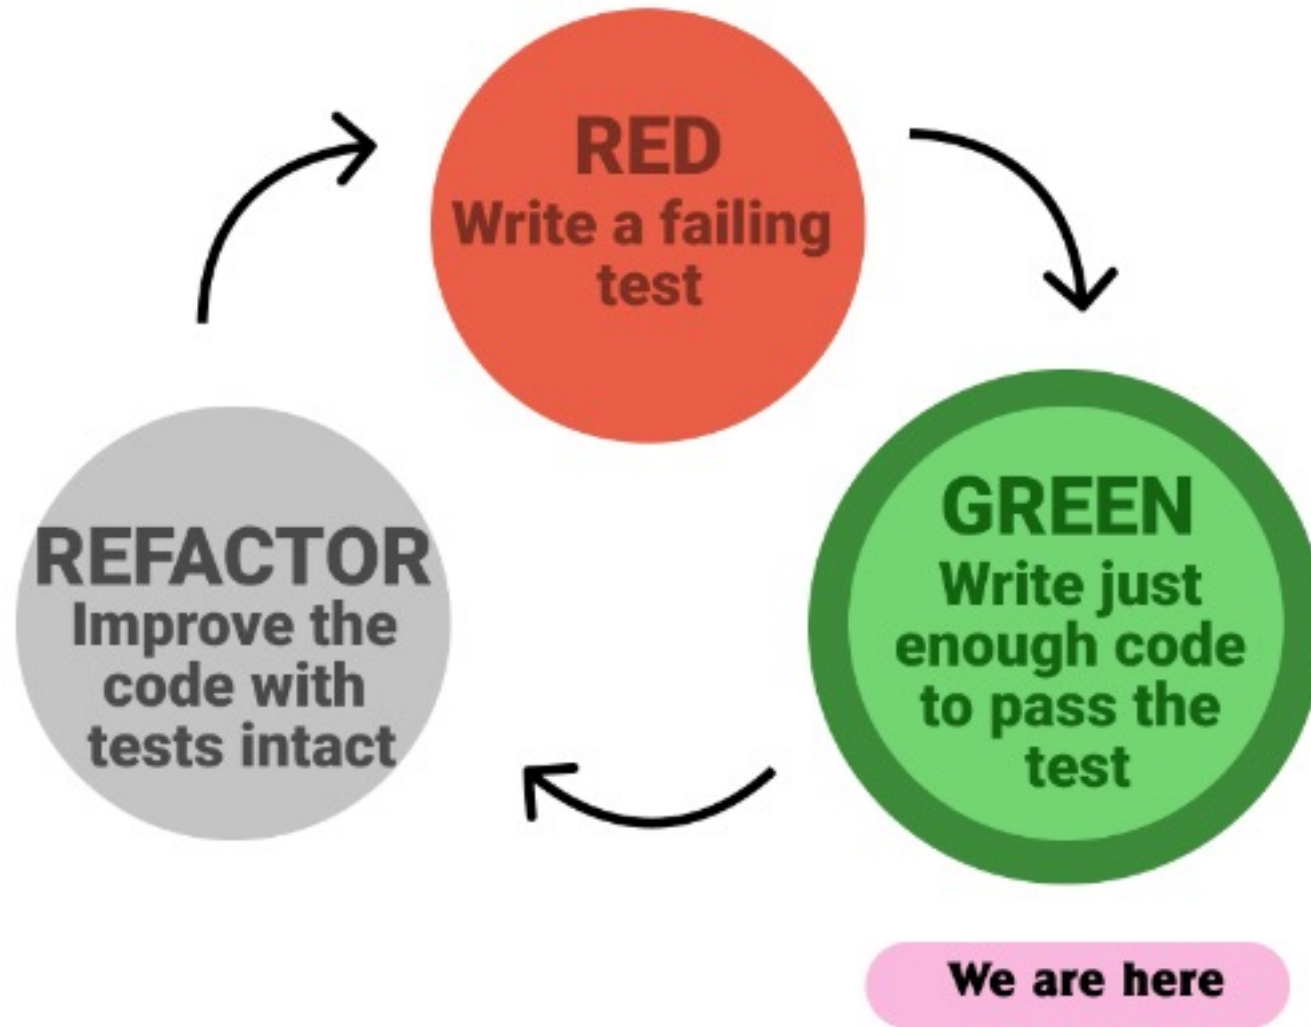 RED
Write a failing
test
GREEN
Write just
enough code
to pass the
test
REFACTOR
Improve the
code with
tests intact
We are here